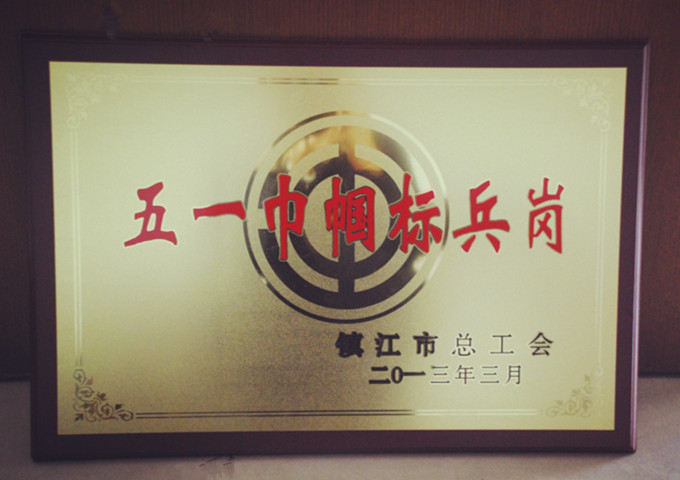 五一巾帼标兵岗
镇江市总工会
二0一三年三月